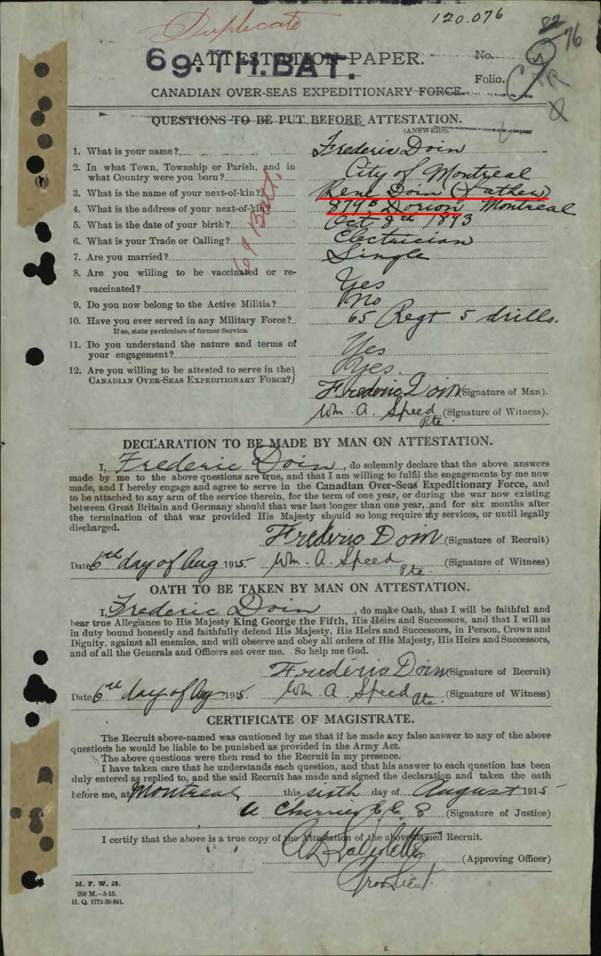 Duplicate
120.076
69.TH.BAT.
ATTESTATION PAPER.
No.
76
Folio.
CANADIAN OVER-SEAS EXPEDITIONARY FORCE.
QUESTIONS TO BE PUT BEFORE ATTESTATION.
(ANSWERS)
69 Batt.
1. What is your name? Frederic Doin
2. In what Town, Township or Parish, and in
what Country were you born? City of Montreal
3. What is the name of your next-of-kin? Rene Doin (Father)
4. What is the address of your next-of-kin? 879 Dorion Montreal
5. What is the date of your birth? Oct 8th 1893
6. What is your Trade or Calling? Electrician
7. Are you married? Single
8. Are you willing to be vaccinated or re-
vaccinated? Yes
9. Do you now belong to the Active Militia? No
10. Have you ever served in any Military Force? 65 Regt 5 drills.
If so, state particulars of former Service.
11. Do you understand the nature and terms of
your engagement? Yes
12. Are you willing to be attested to serve in the
CANADIAN OVER-SEAS EXPEDITIONARY FORCE? Yes.
Frederic Doin (Signature of Man).
Wm. A. Speed Pte. (Signature of Witness).
DECLARATION TO BE MADE BY MAN ON ATTESTATION.
I, Frederic Doin, do solemnly declare that the above answers
made by me to the above questions are true, and that I am willing to fulfil the engagements by me now
made, and I hereby engage and agree to serve in the Canadian Over-Seas Expeditionary Force, and
to be attached to any arm of the service therein, for the term of one year, or during the war now existing
between Great Britain and Germany should that war last longer than one year, and for six months after
the termination of that war provided His Majesty should so long require my services, or until legally
discharged.
Frederic Doin (Signature of Recruit)
Date 6th day of Aug 1915. Wm. A. Speed Pte. (Signature of Witness)
OATH TO BE TAKEN BY MAN ON ATTESTATION.
I, Frederic Doin, do make Oath, that I will be faithful and
bear true Allegiance to His Majesty King George the Fifth, His Heirs and Successors, and that I will as
in duty bound honestly and faithfully defend His Majesty, His Heirs and Successors, in Person, Crown and
Dignity, against all enemies, and will observe and obey all orders of His Majesty, His Heirs and Successors,
and of all the Generals and Officers set over me. So help me God.
Frederic Doin (Signature of Recruit)
Date 6th day of Aug 1915 Wm. A. Speed Pte. (Signature of Witness)
CERTIFICATE OF MAGISTRATE.
The Recruit above-named was cautioned by me that if he made any false answer to any of the above
questions he would be liable to be punished as provided in the Army Act.
The above questions were then read to the Recruit in my presence.
I have taken care that he understands each question, and that his answer to each question has been
duly entered as replied to, and the said Recruit has made and signed the declaration and taken the oath
before me, at Montreal this sixth day of August 1915
(Signature of Justice)
I certify that the above is a true copy of the Attestation of the above-named Recruit.
(Approving Officer)
M. F. W. 23.
200 M.-5-15.
H. Q. 1772-39-841.